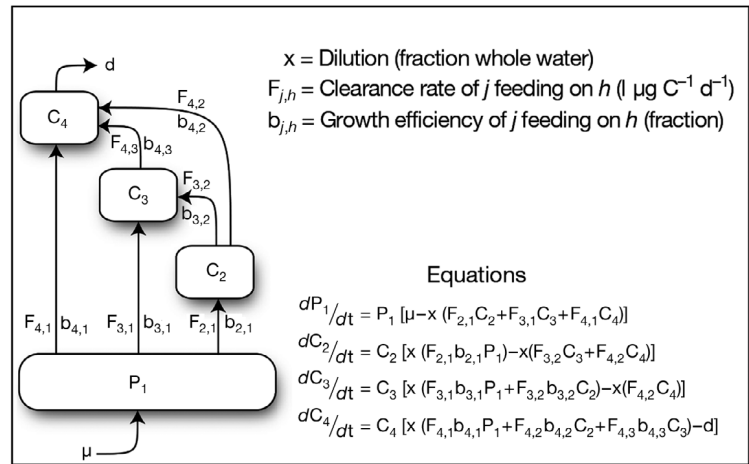 x = Dilution (fraction whole water)
F_{j,h} = Clearance rate of j feeding on h (l μg C⁻¹ d⁻¹)
b_{j,h} = Growth efficiency of j feeding on h (fraction)
d
C₄
F₄,₂
b₄,₂
F₄,₃ b₄,₃
C₃
F₃,₂
b₃,₂
C₂
F₄,₁ b₄,₁
F₃,₁ b₃,₁
F₂,₁ b₂,₁
P₁
μ
Equations
dP₁/dt = P₁ [μ–x (F₂,₁C₂+F₃,₁C₃+F₄,₁C₄)]
dC₂/dt = C₂ [x (F₂,₁b₂,₁P₁)–x(F₃,₂C₃+F₄,₂C₄)]
dC₃/dt = C₃ [x (F₃,₁b₃,₁P₁+F₃,₂b₃,₂C₂)–x(F₄,₂C₄)]
dC₄/dt = C₄ [x (F₄,₁b₄,₁P₁+F₄,₂b₄,₂C₂+F₄,₃b₄,₃C₃)–d]